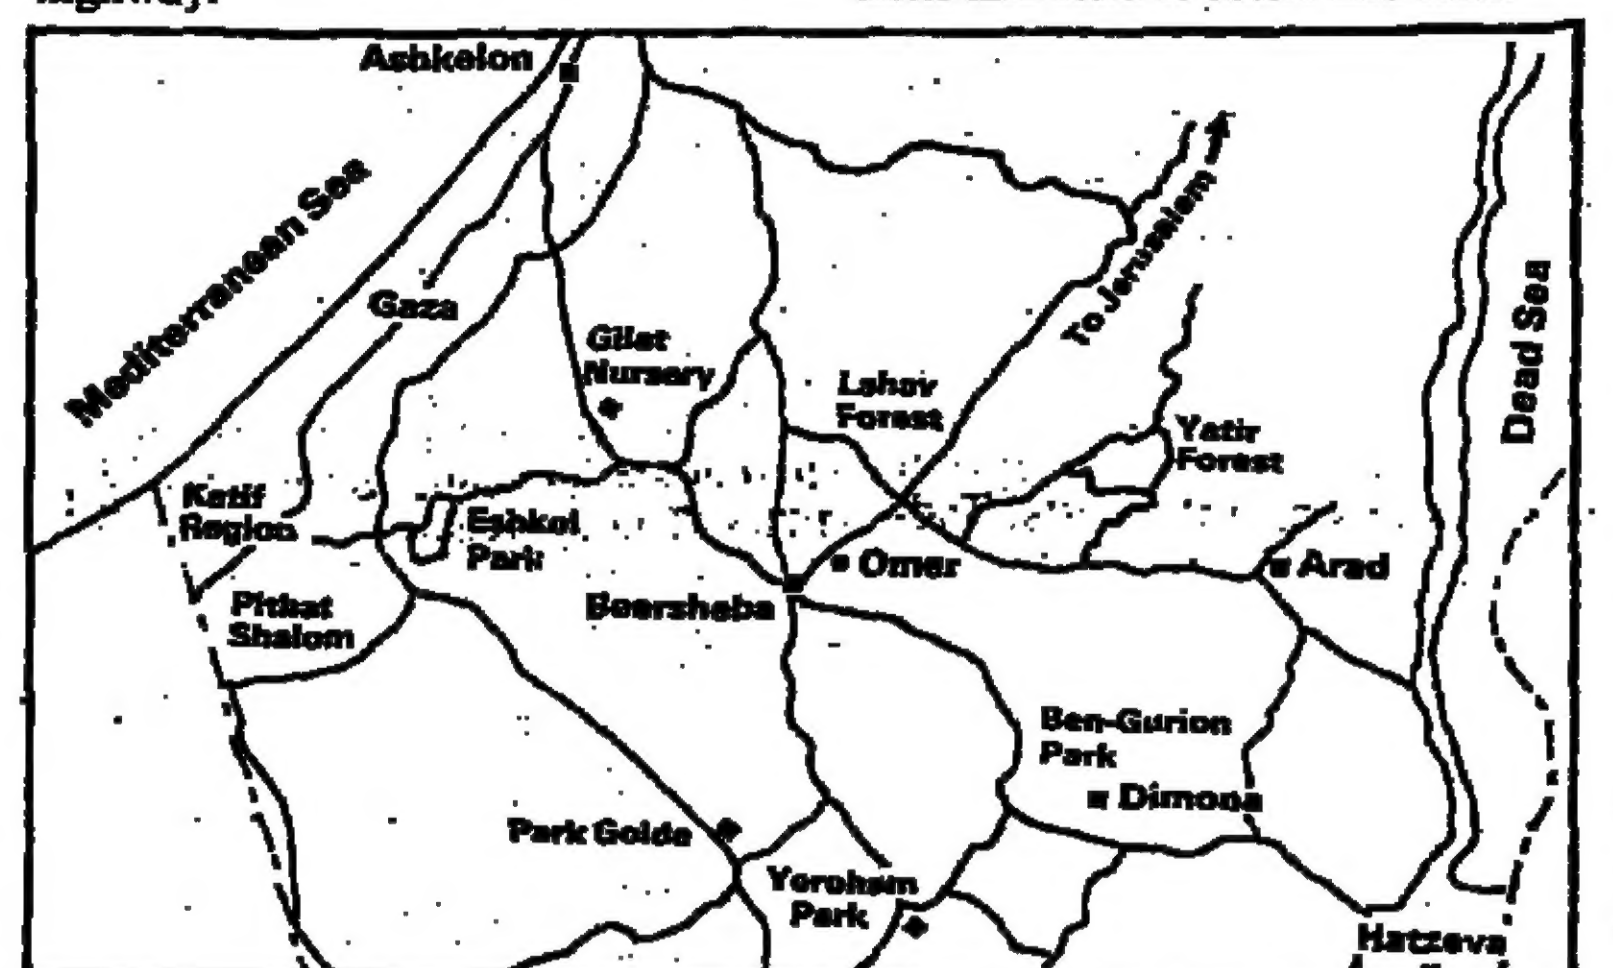 highway.
Ashkelon
Mediterranean Sea
Gaza
To Jerusalem
Dead Sea
Gilat
Nursery
Lahav
Forest
Yatir
Forest
Katif
Region
Eshkol
Park
Omer
Arad
Pithat
Shalom
Beersheba
Ben-Gurion
Park
Dimona
Park Golda
Yeroham
Park
Hatzeva